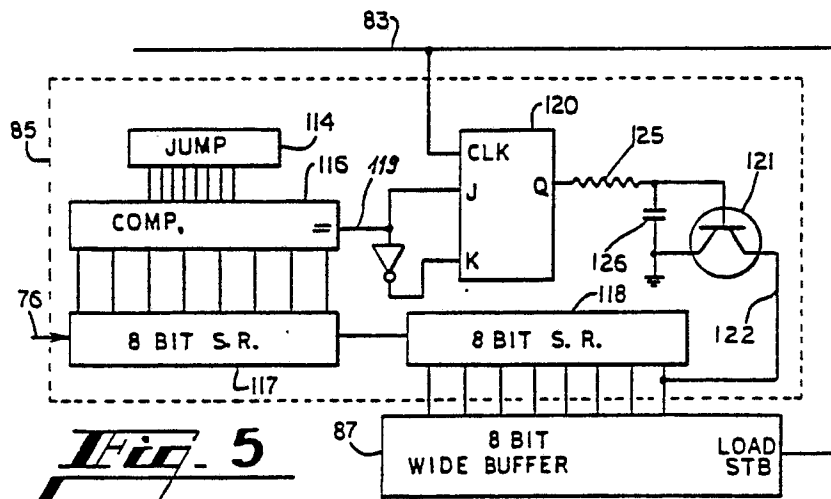 83
85
JUMP
114
116
119
COMP.
=
120
CLK
J
Q
K
125
121
126
122
76
8 BIT S.R.
117
118
8 BIT S.R.
87
8 BIT
WIDE BUFFER
LOAD
STB
Fig. 5